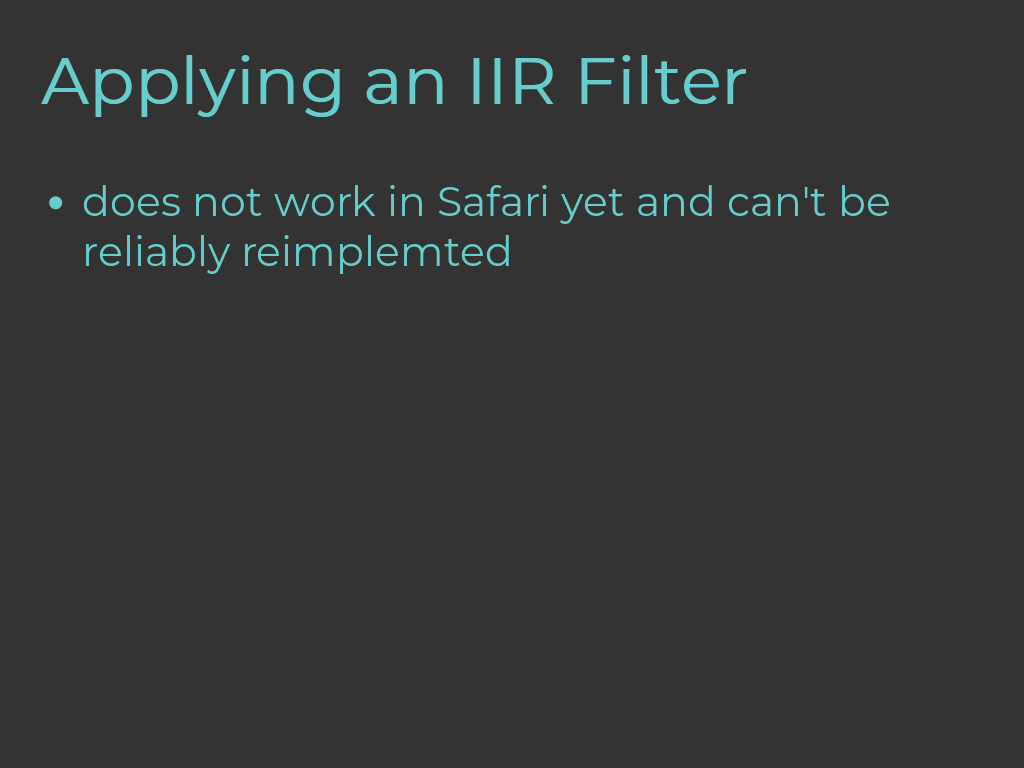 Applying an IIR Filter
• does not work in Safari yet and can't be
reliably reimplemted